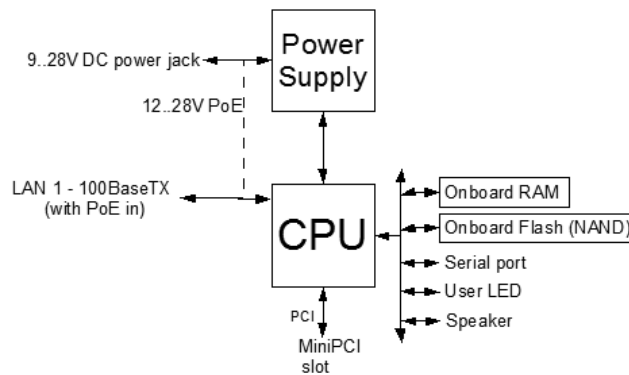 Power
Supply
9..28V DC power jack
12..28V PoE
LAN 1 - 100BaseTX
(with PoE in)
CPU
Onboard RAM
Onboard Flash (NAND)
Serial port
User LED
Speaker
PCI
MiniPCI
slot